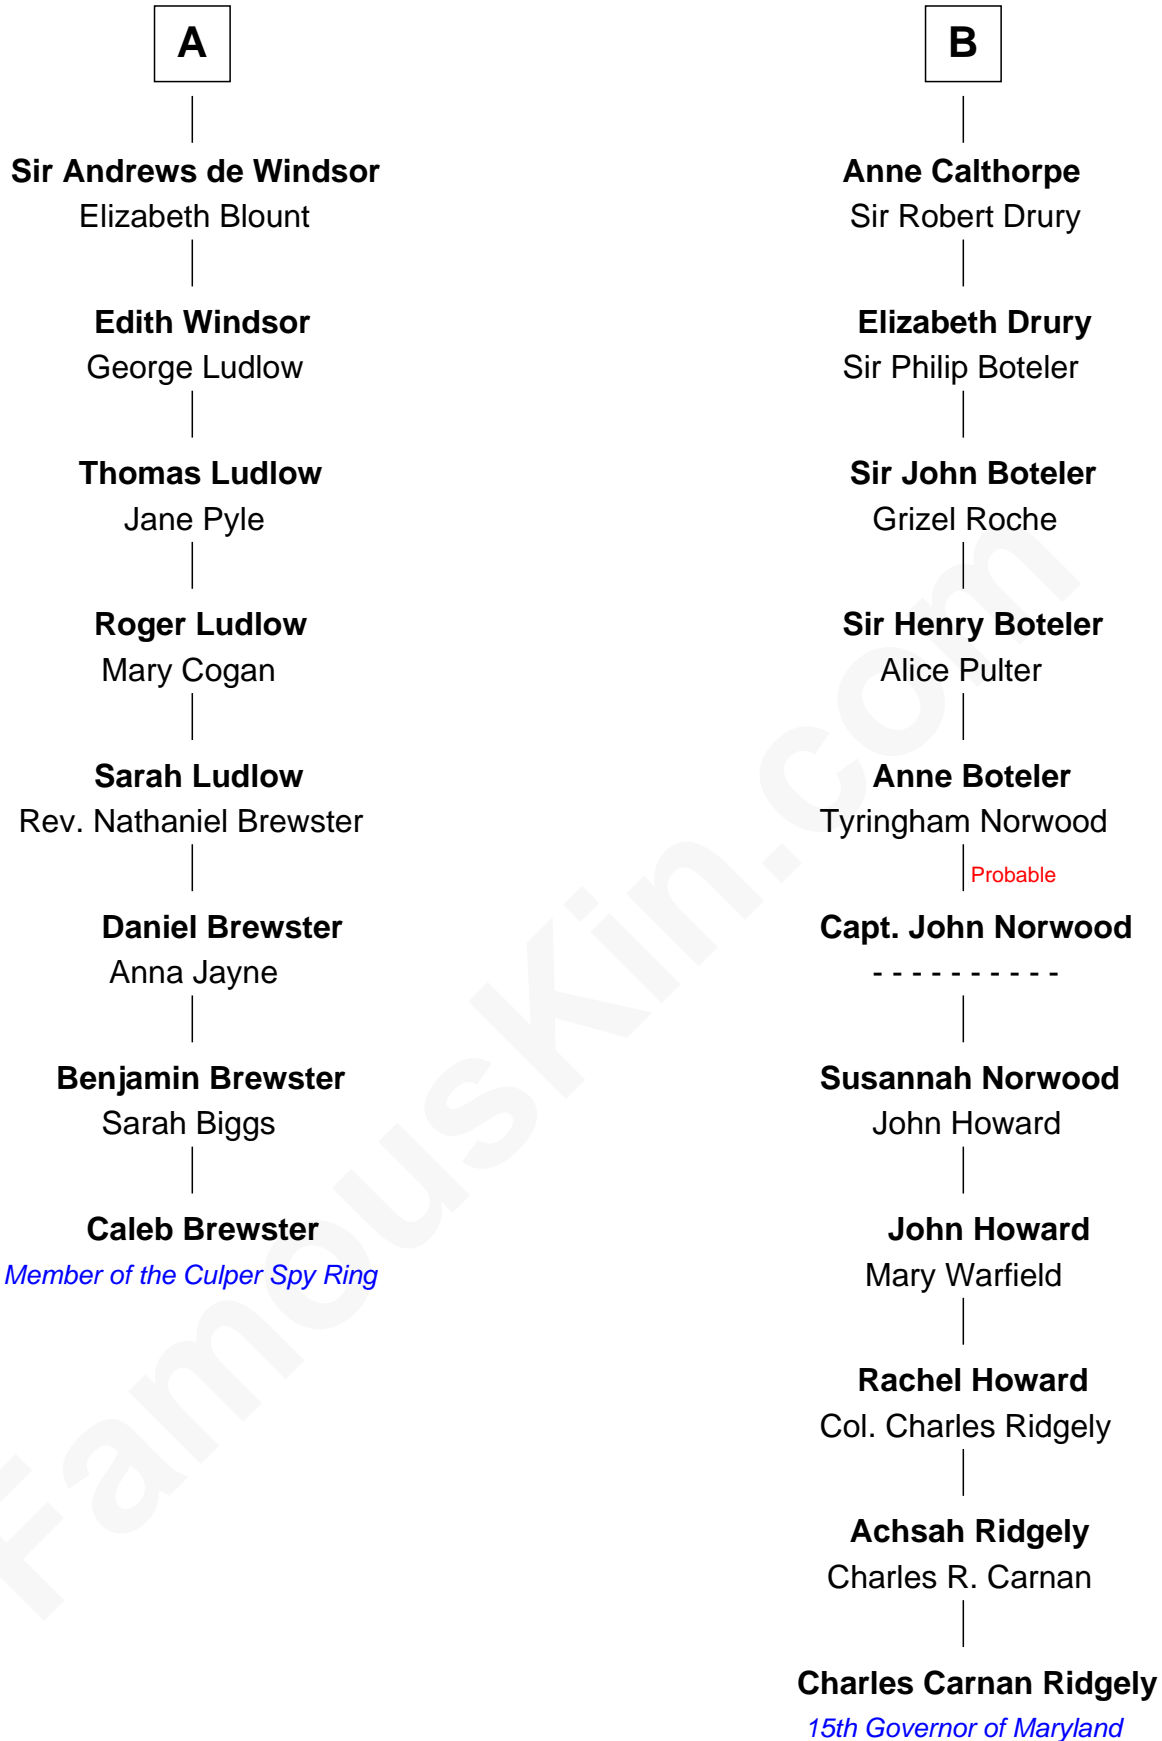 A
Sir Andrews de Windsor
Elizabeth Blount
Edith Windsor
George Ludlow
Thomas Ludlow
Jane Pyle
Roger Ludlow
Mary Cogan
Sarah Ludlow
Rev. Nathaniel Brewster
Daniel Brewster
Anna Jayne
Benjamin Brewster
Sarah Biggs
Caleb Brewster
Member of the Culper Spy Ring
B
Anne Calthorpe
Sir Robert Drury
Elizabeth Drury
Sir Philip Boteler
Sir John Boteler
Grizel Roche
Sir Henry Boteler
Alice Pulter
Anne Boteler
Tyringham Norwood
Probable
Capt. John Norwood
- - - - - - - - - -
Susannah Norwood
John Howard
John Howard
Mary Warfield
Rachel Howard
Col. Charles Ridgely
Achsah Ridgely
Charles R. Carnan
Charles Carnan Ridgely
15th Governor of Maryland
FamousKin.com